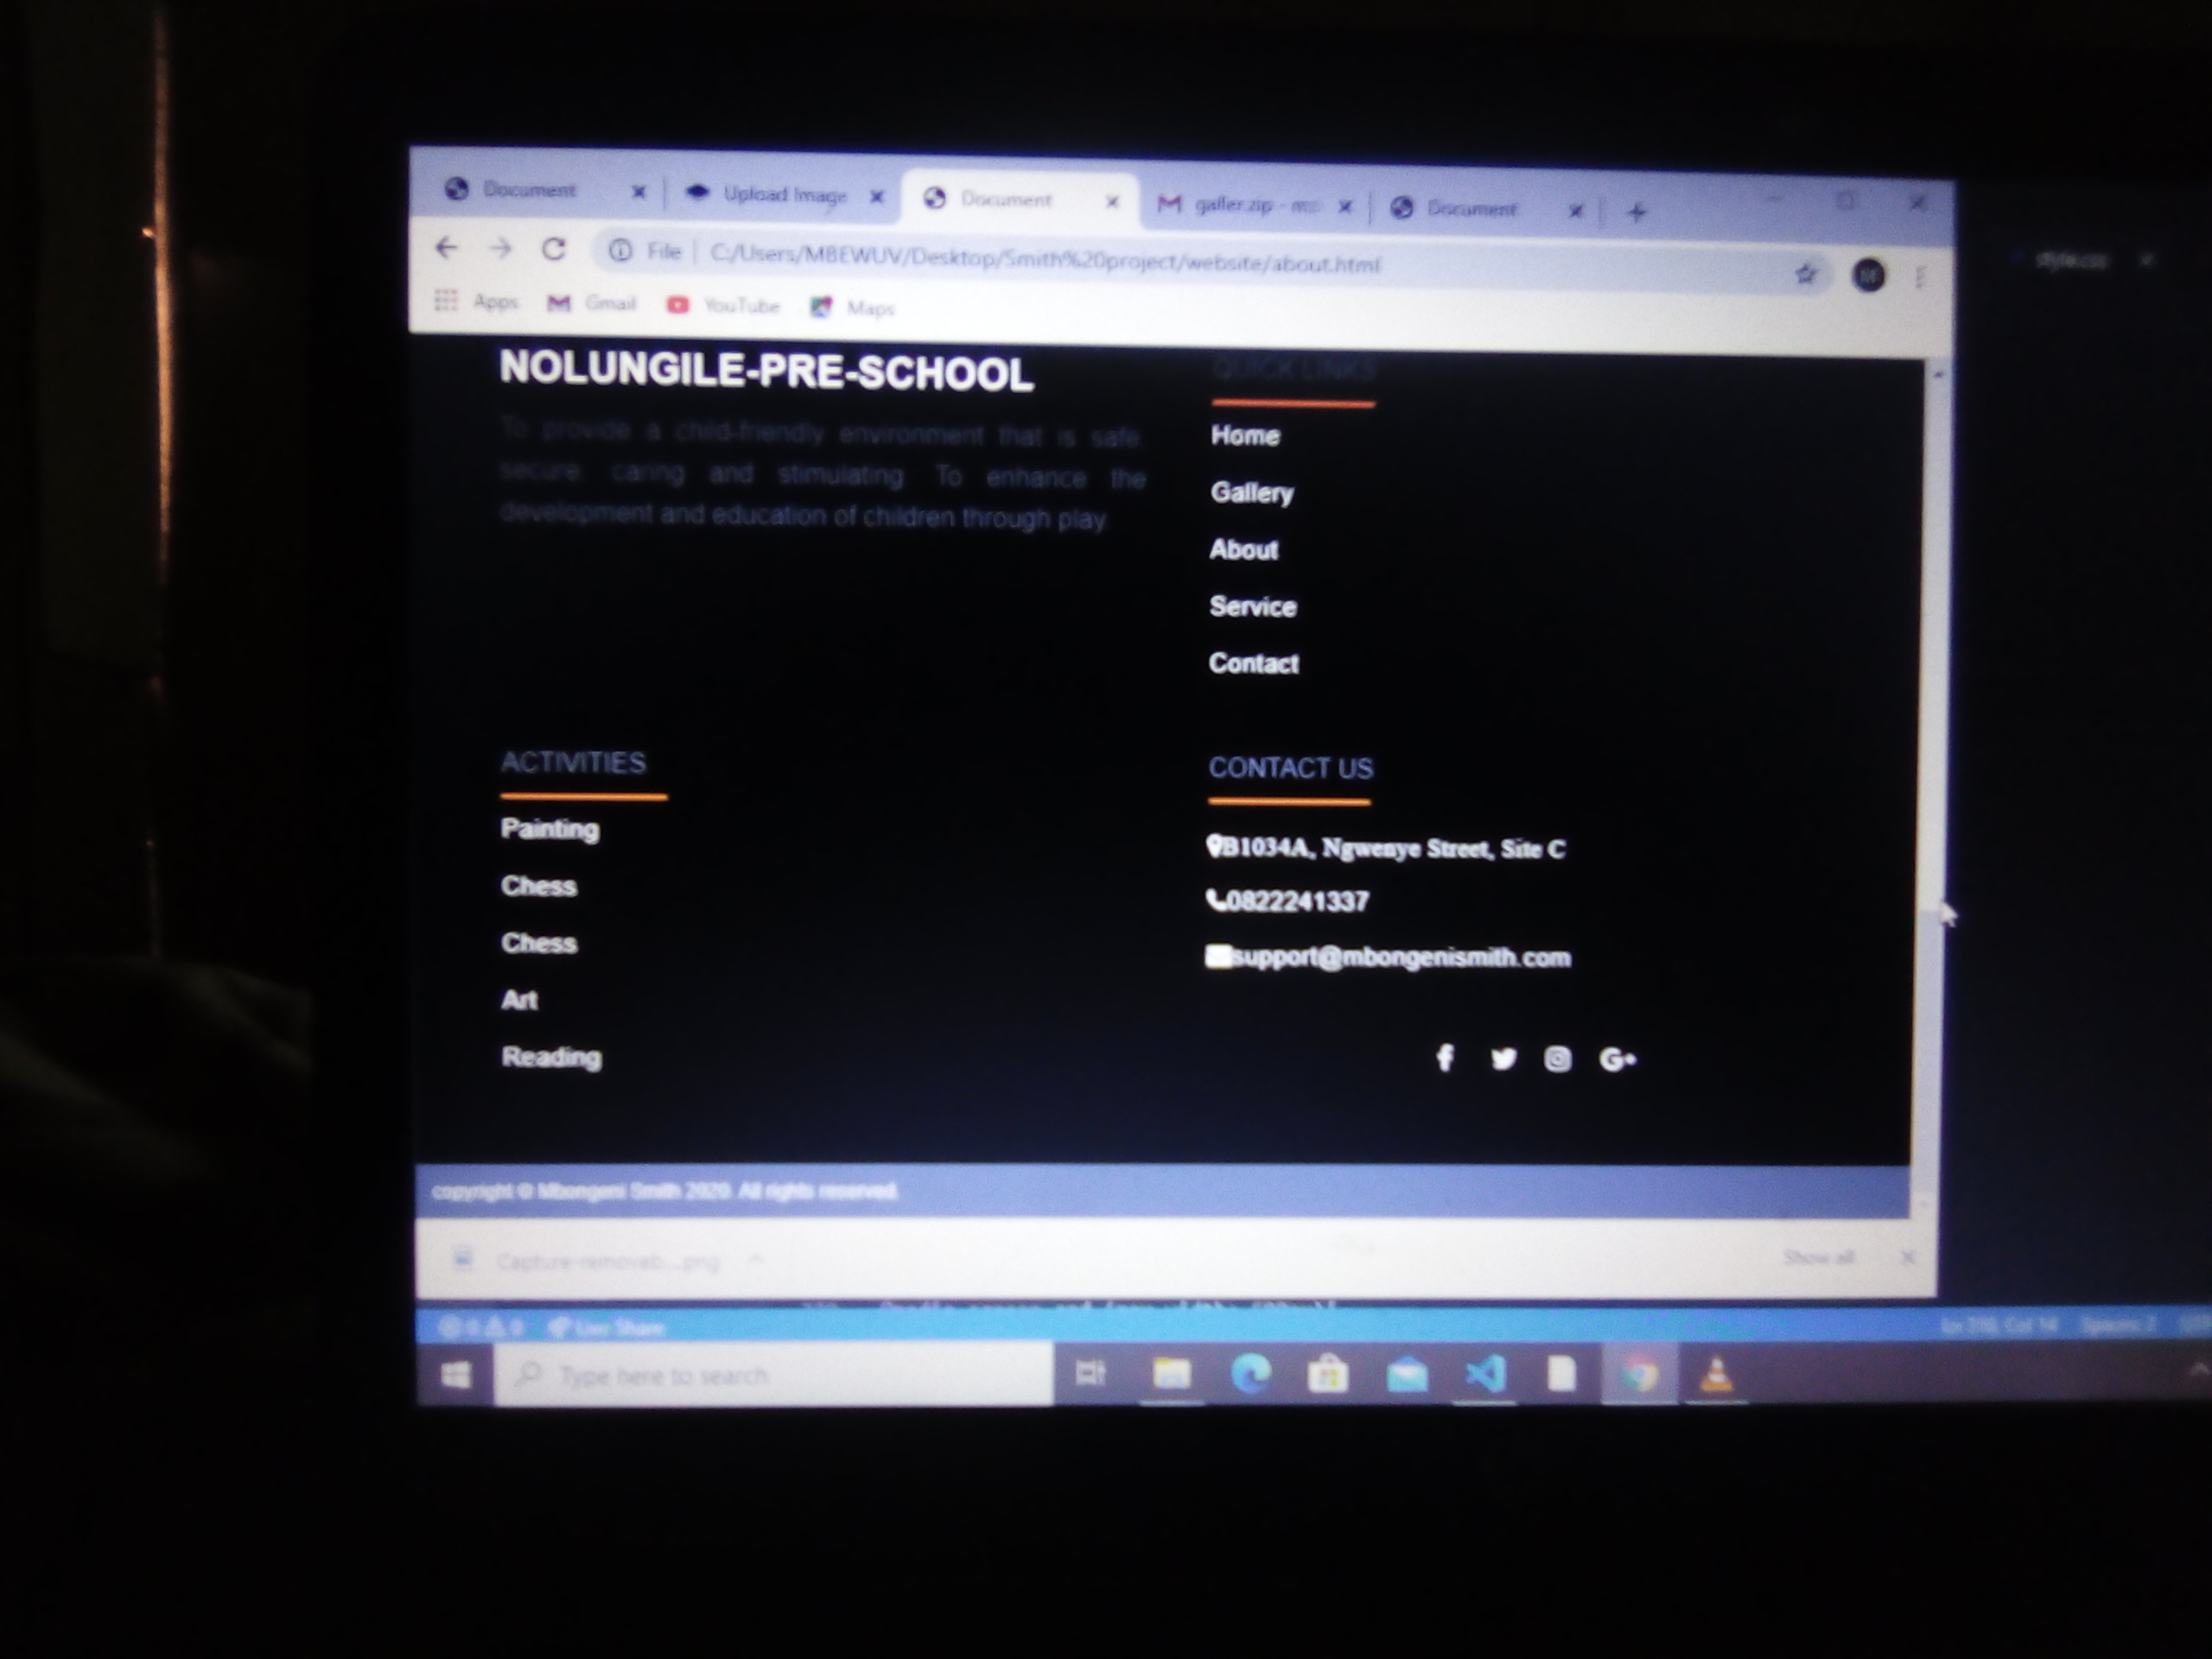 Document
Upload Image
Document
galler.zip - ms
Document
style.css
File
C:/Users/MBEWUV/Desktop/Smith%20project/website/about.html
Apps
Gmail
YouTube
Maps
NOLUNGILE-PRE-SCHOOL
To provide a child-friendly environment that is safe,
secure, caring and stimulating. To enhance the
development and education of children through play.
QUICK LINKS
Home
Gallery
About
Service
Contact
ACTIVITIES
Painting
Chess
Chess
Art
Reading
CONTACT US
B1034A, Ngwenye Street, Site C
0822241337
support@mbongenismith.com
G+
copyright © Mbongeni Smith 2020. All rights reserved.
Capture-removeb...png
Show all
0 0
Live Share
Type here to search